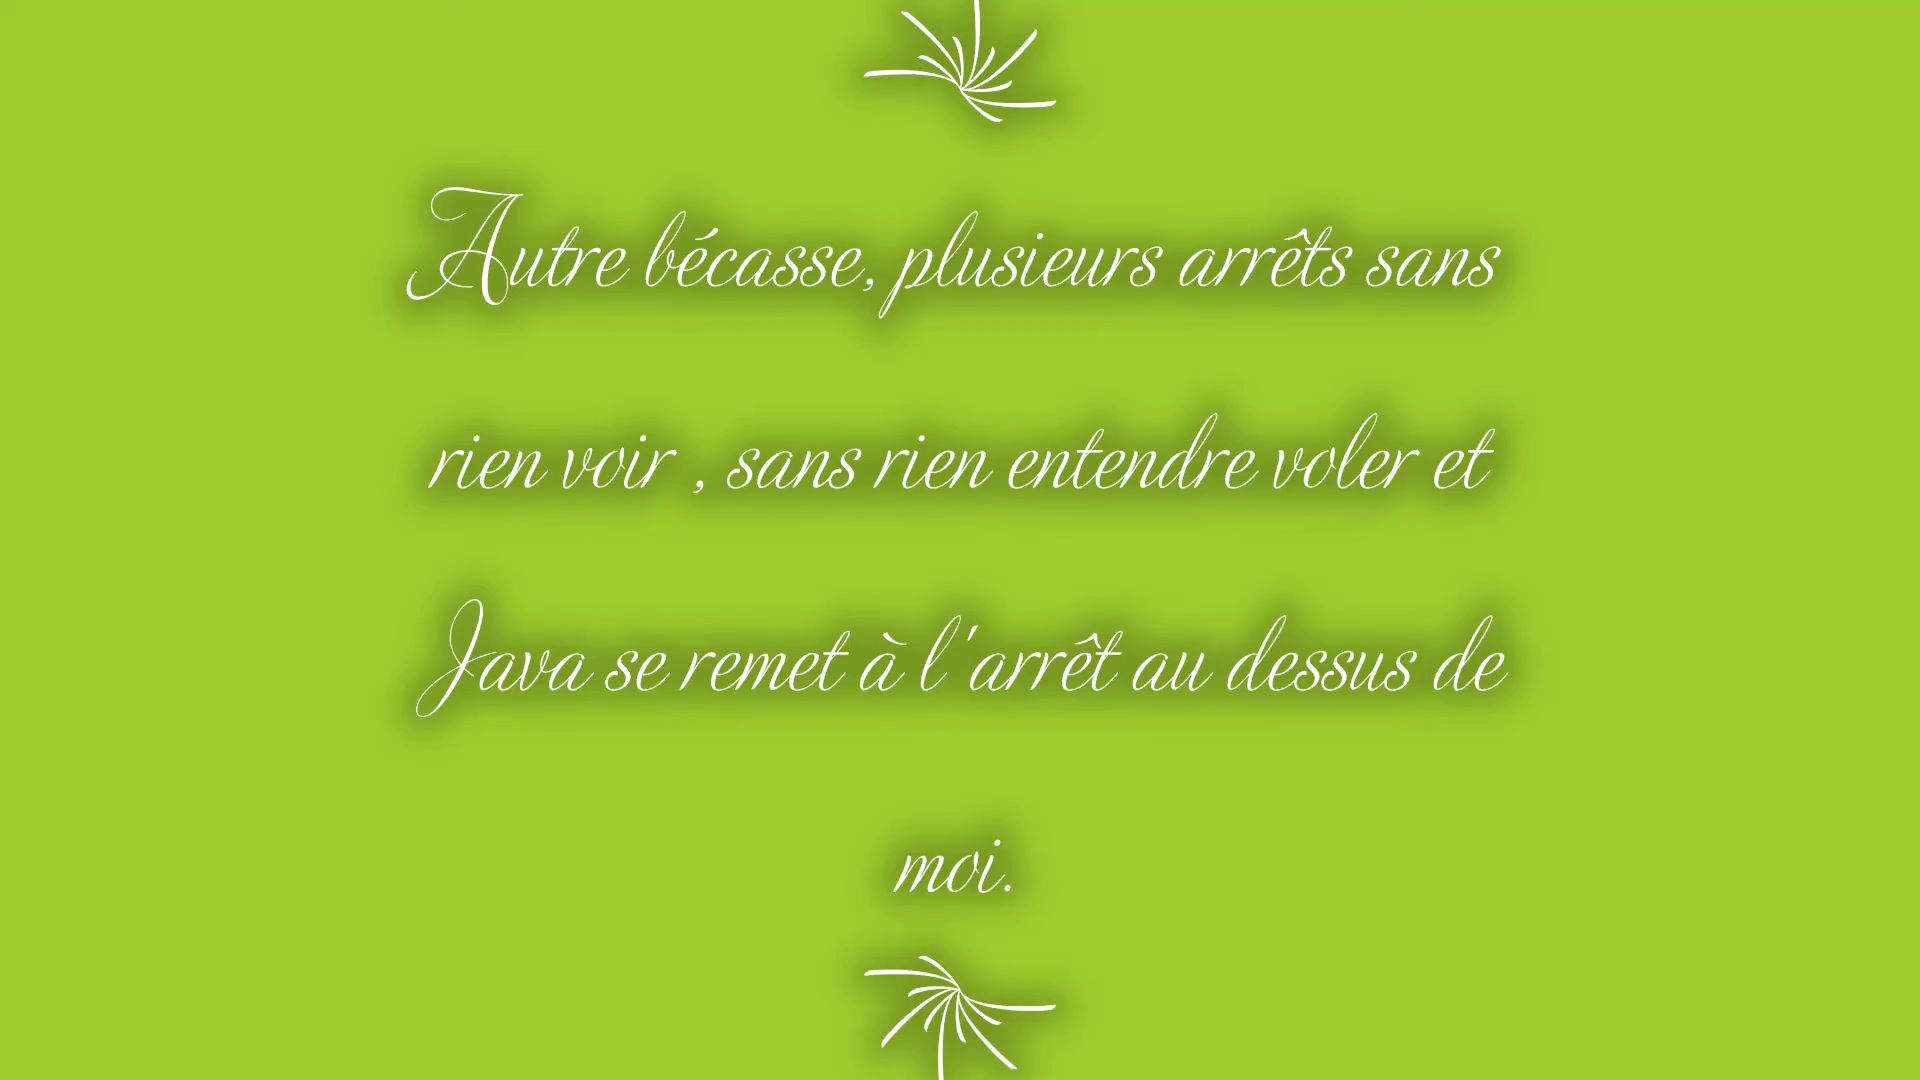 Autre bécasse, plusieurs arrêts sans
rien voir , sans rien entendre voler et
Java se remet à l'arrêt au dessus de
moi.